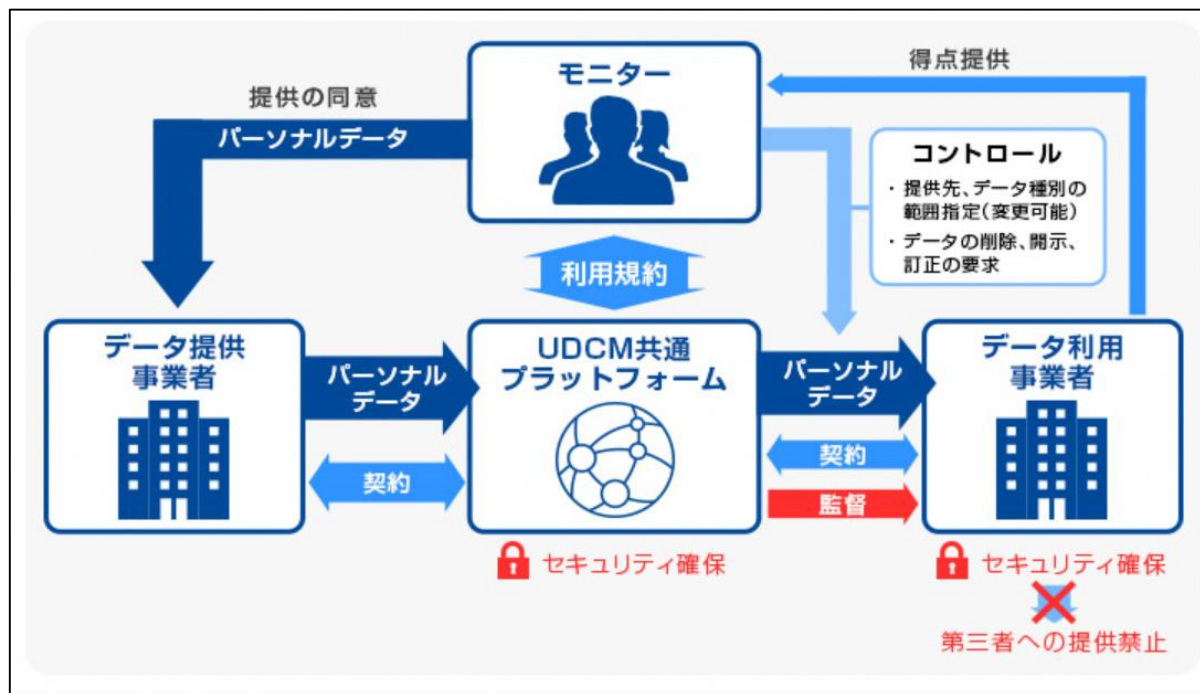 モニター
得点提供
提供の同意
パーソナルデータ
コントロール
・提供先、データ種別の
範囲指定(変更可能)
・データの削除、開示、
訂正の要求
利用規約
データ提供
事業者
パーソナル
データ
契約
UDCM共通
プラットフォーム
パーソナル
データ
契約
監督
データ利用
事業者
セキュリティ確保
セキュリティ確保
第三者への提供禁止